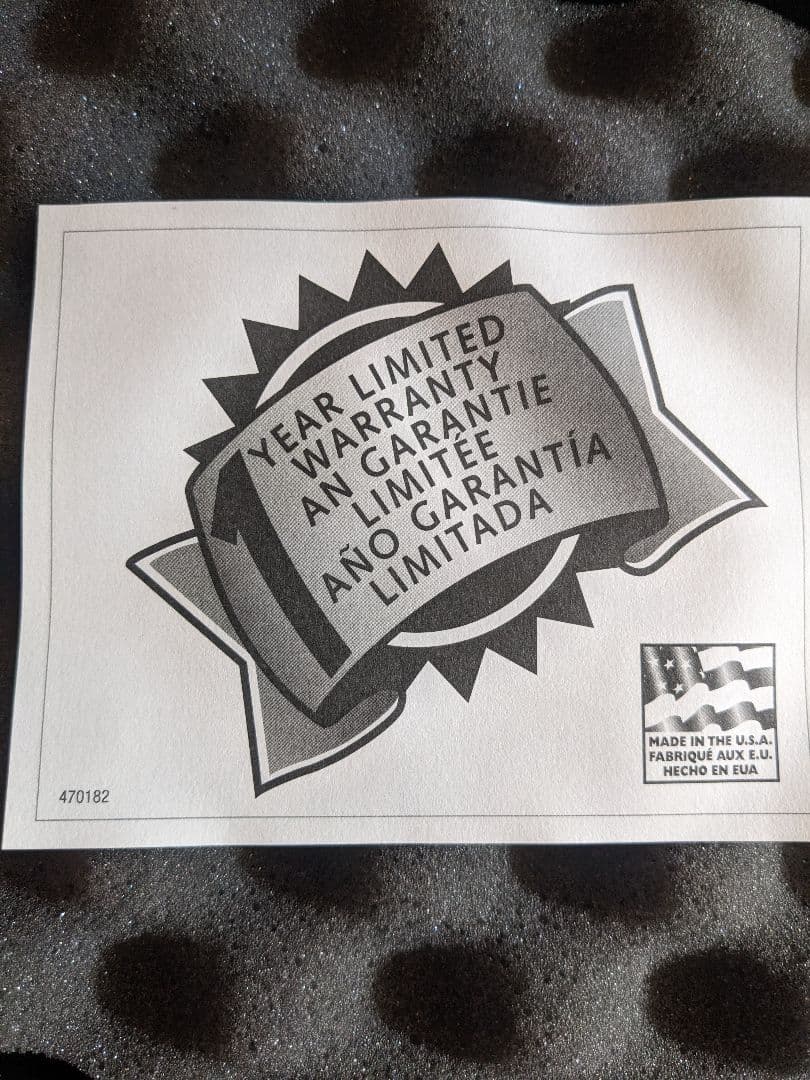 1
YEAR LIMITED
WARRANTY
AN GARANTIE
LIMITÉE
AÑO GARANTÍA
LIMITADA
MADE IN THE U.S.A.
FABRIQUÉ AUX E.U.
HECHO EN EUA
470182